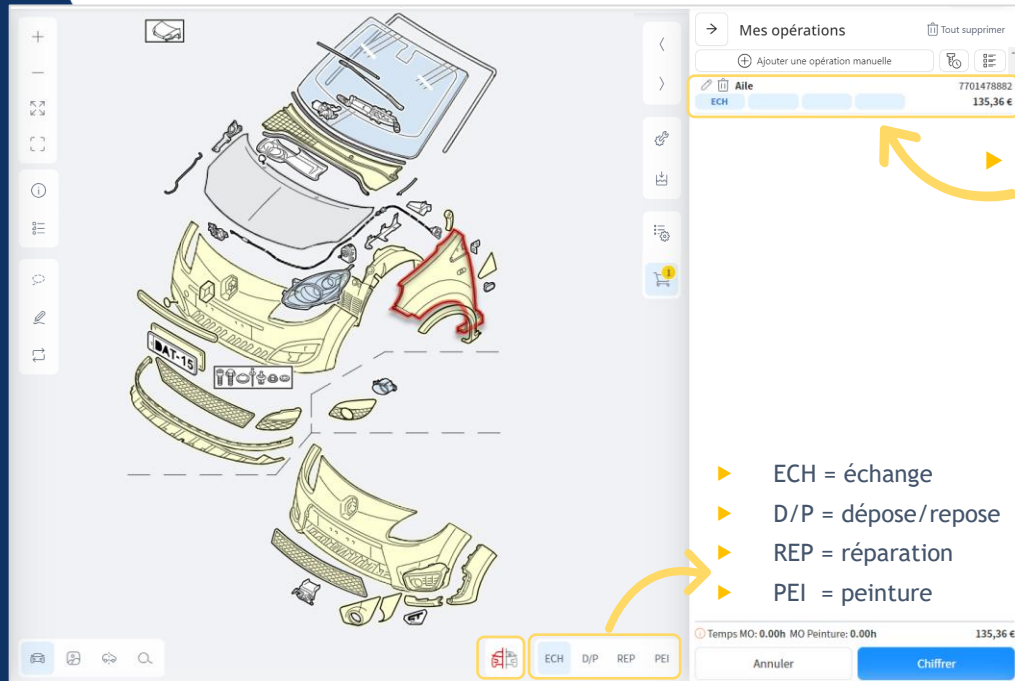 Mes opérations
Tout supprimer
Ajouter une opération manuelle
Aile 7701478882
ECH 135,36 €
1
DAT-15
ECH = échange
D/P = dépose/repose
REP = réparation
PEI = peinture
Temps MO: 0.00h MO Peinture: 0.00h 135,36 €
ECH D/P REP PEI
Annuler Chiffrer